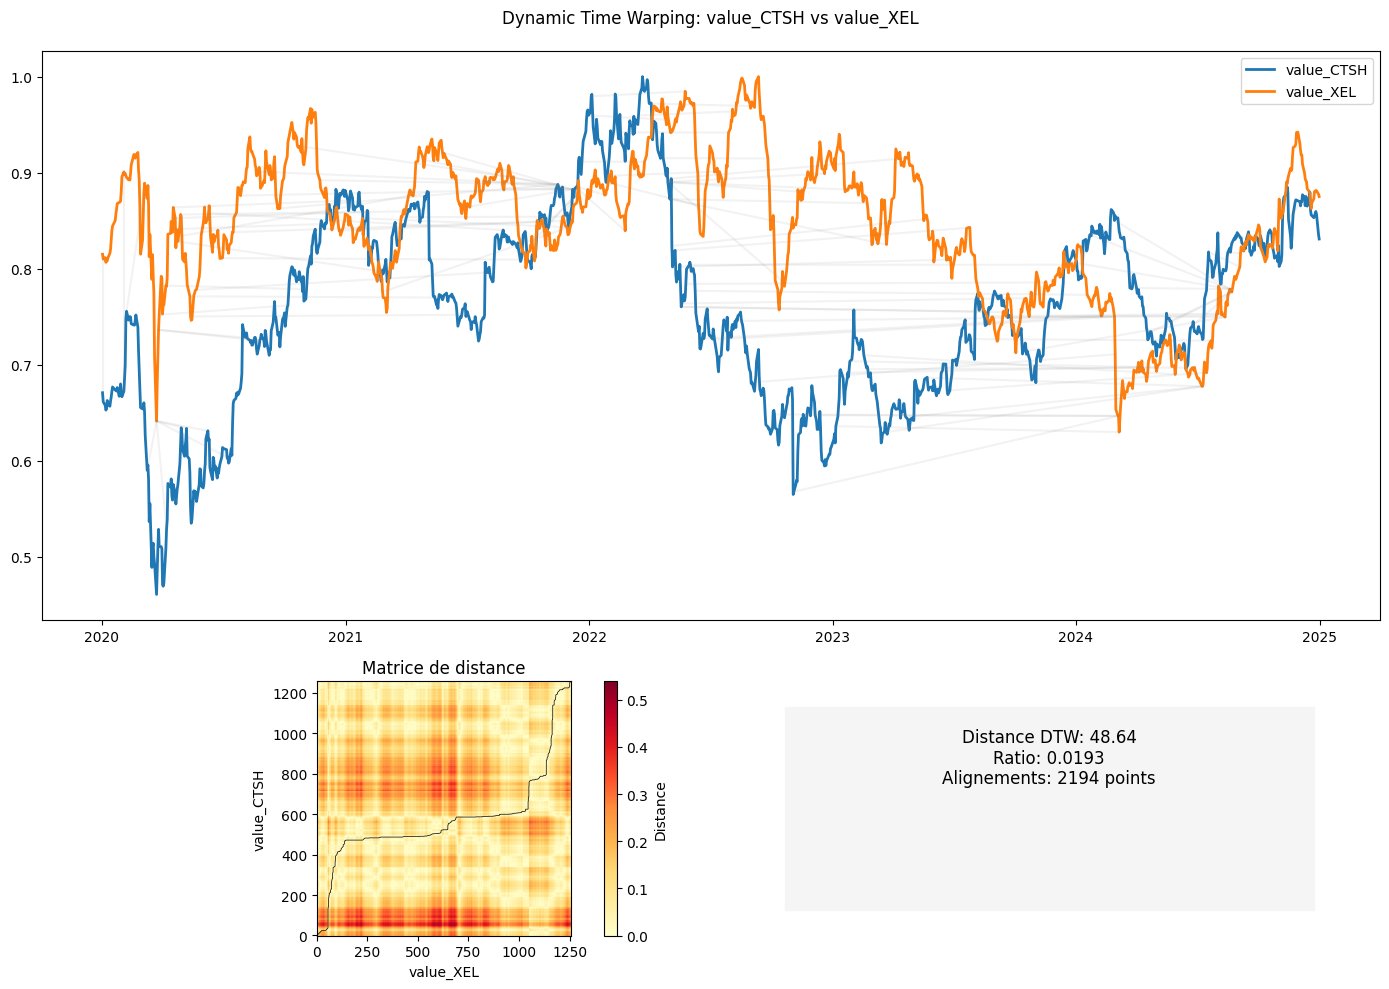 Dynamic Time Warping: value_CTSH vs value_XEL
value_CTSH
value_XEL
1.0
0.9
0.8
0.7
0.6
0.5
2020 2021 2022 2023 2024 2025
Matrice de distance
value_CTSH
1200
1000
800
600
400
200
0
0 250 500 750 1000 1250
value_XEL
0.5
0.4
0.3
0.2
0.1
0.0
Distance
Distance DTW: 48.64
Ratio: 0.0193
Alignements: 2194 points